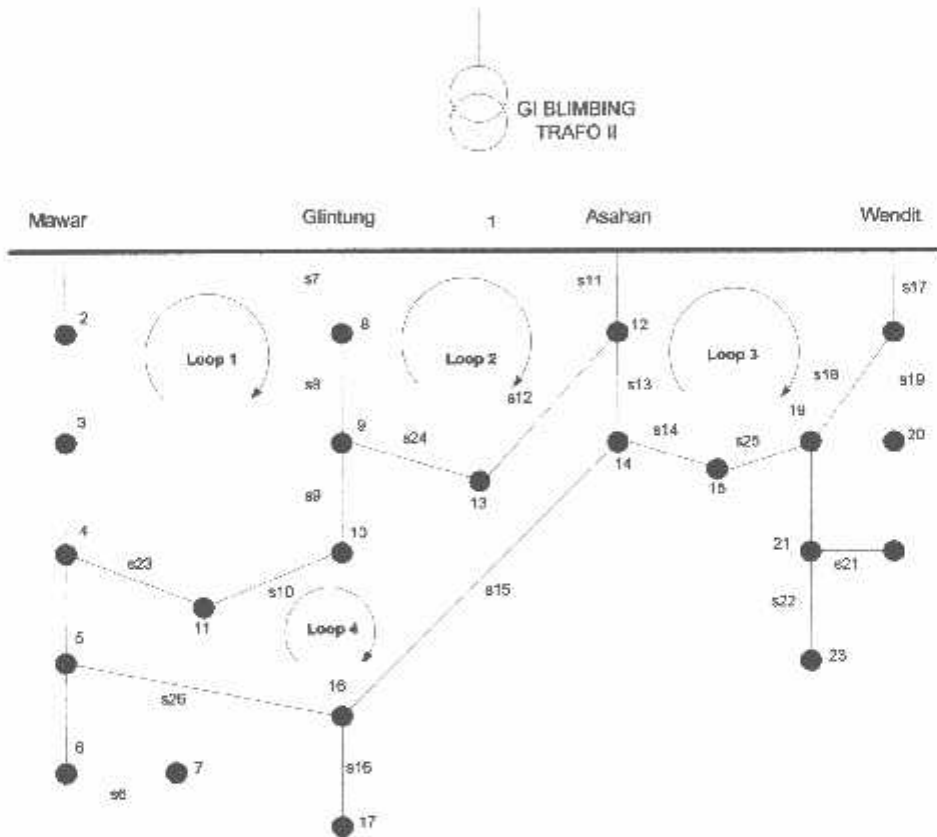 GI BLIMBING
TRAFO II
Mawar
Glintung
1
Asahan
Wendit
s7
s11
s17
2
8
12
Loop 1
Loop 2
Loop 3
s8
s12
s13
s18
s19
3
9
s24
s14
s25
19
20
14
13
15
s9
4
10
s23
s10
21
s21
11
s15
s22
Loop 4
5
16
23
s26
6
7
s6
s16
17